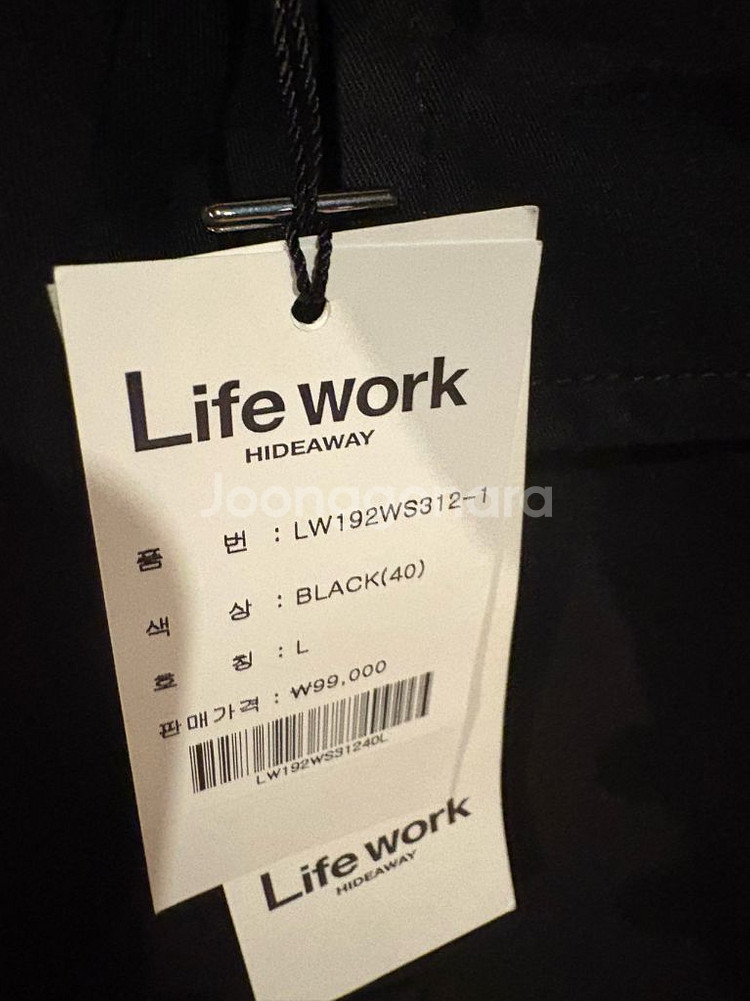 Life work
HIDEAWAY
Joonggonara
품 번 : LW192WS312-1
색 상 : BLACK(40)
호 칭 : L
판매가격 : ₩99,000
LW192WS31240L
Life work
HIDEAWAY